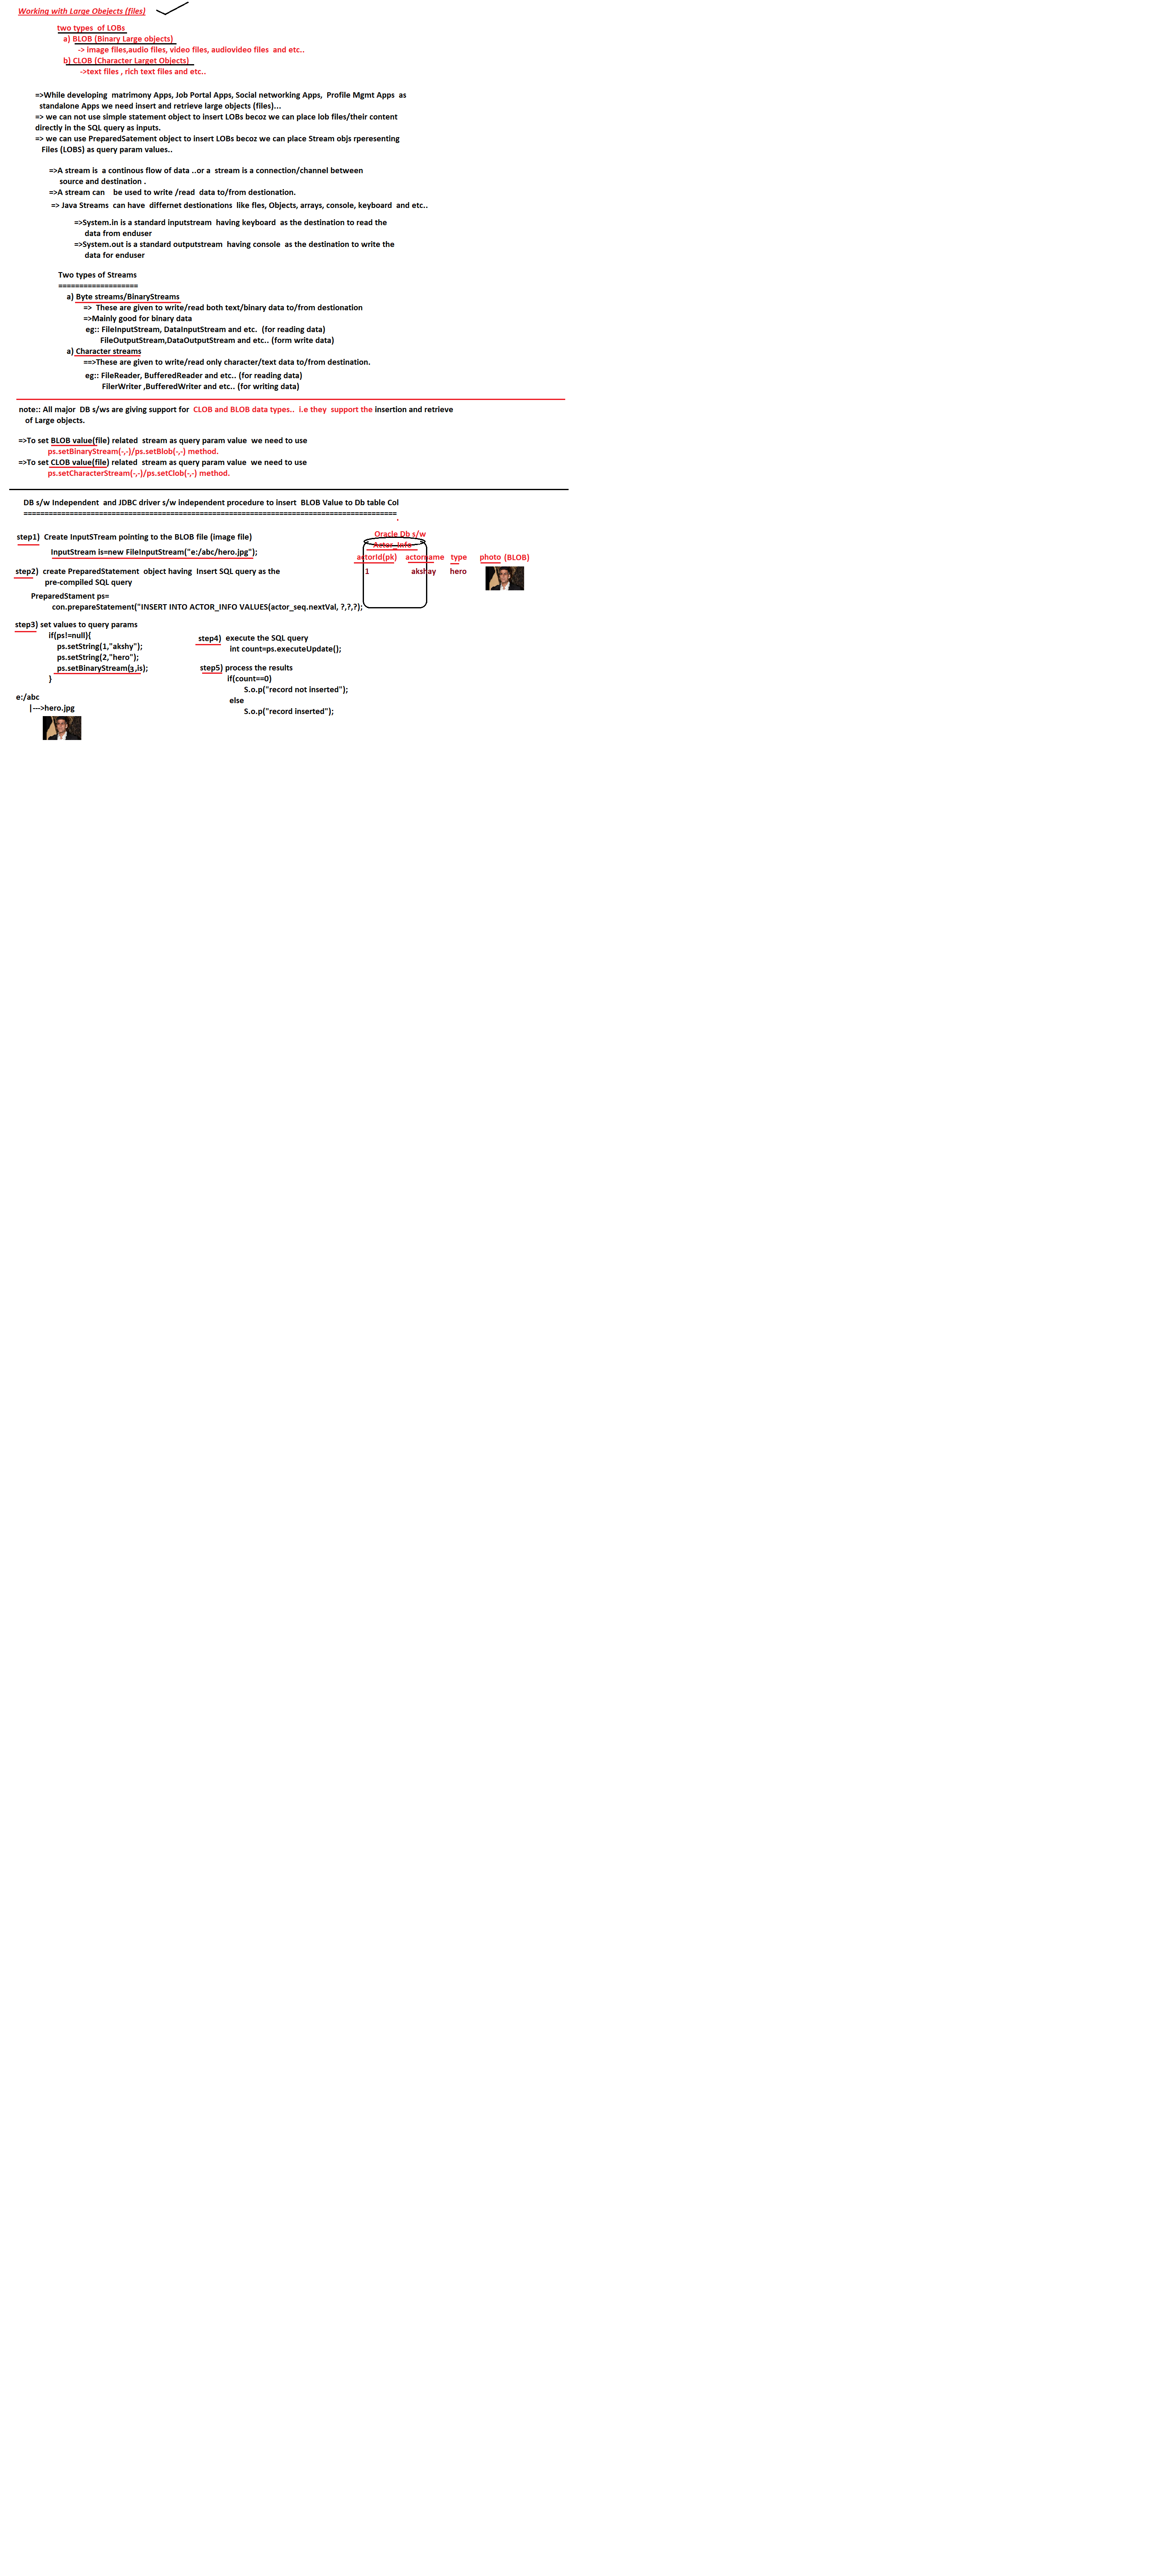 Working with Large Obejects (files)
two types of LOBs
a) BLOB (Binary Large objects)
-> image files,audio files, video files, audiovideo files and etc..
b) CLOB (Character Larget Objects)
->text files , rich text files and etc..
=>While developing matrimony Apps, Job Portal Apps, Social networking Apps, Profile Mgmt Apps as
standalone Apps we need insert and retrieve large objects (files)...
=> we can not use simple statement object to insert LOBs becoz we can place lob files/their content
directly in the SQL query as inputs.
=> we can use PreparedSatement object to insert LOBs becoz we can place Stream objs rperesenting
Files (LOBS) as query param values..
=>A stream is a continous flow of data ..or a stream is a connection/channel between
source and destination .
=>A stream can be used to write /read data to/from destionation.
=> Java Streams can have differnet destionations like fles, Objects, arrays, console, keyboard and etc..
=>System.in is a standard inputstream having keyboard as the destination to read the
data from enduser
=>System.out is a standard outputstream having console as the destination to write the
data for enduser
Two types of Streams
===================
a) Byte streams/BinaryStreams
=> These are given to write/read both text/binary data to/from destionation
=>Mainly good for binary data
eg:: FileInputStream, DataInputStream and etc. (for reading data)
FileOutputStream,DataOutputStream and etc.. (form write data)
a) Character streams
==>These are given to write/read only character/text data to/from destination.
eg:: FileReader, BufferedReader and etc.. (for reading data)
FilerWriter ,BufferedWriter and etc.. (for writing data)
note:: All major DB s/ws are giving support for CLOB and BLOB data types.. i.e they support the insertion and retrieve
of Large objects.
=>To set BLOB value(file) related stream as query param value we need to use
ps.setBinaryStream(-,-)/ps.setBlob(-,-) method.
=>To set CLOB value(file) related stream as query param value we need to use
ps.setCharacterStream(-,-)/ps.setClob(-,-) method.
DB s/w Independent and JDBC driver s/w independent procedure to insert BLOB Value to Db table Col
=========================================================================================
step1) Create InputSTream pointing to the BLOB file (image file)
InputStream is=new FileInputStream("e:/abc/hero.jpg");
Oracle Db s/w
Actor_Info
actorId(pk) actorname type photo (BLOB)
1 akshay hero
step2) create PreparedStatement object having Insert SQL query as the
pre-compiled SQL query
PreparedStament ps=
con.prepareStatement("INSERT INTO ACTOR_INFO VALUES(actor_seq.nextVal, ?,?,?);
step3) set values to query params
if(ps!=null){
ps.setString(1,"akshy");
ps.setString(2,"hero");
ps.setBinaryStream(3,is);
}
step4) execute the SQL query
int count=ps.executeUpdate();
step5) process the results
if(count==0)
S.o.p("record not inserted");
else
S.o.p("record inserted");
e:/abc
|--->hero.jpg